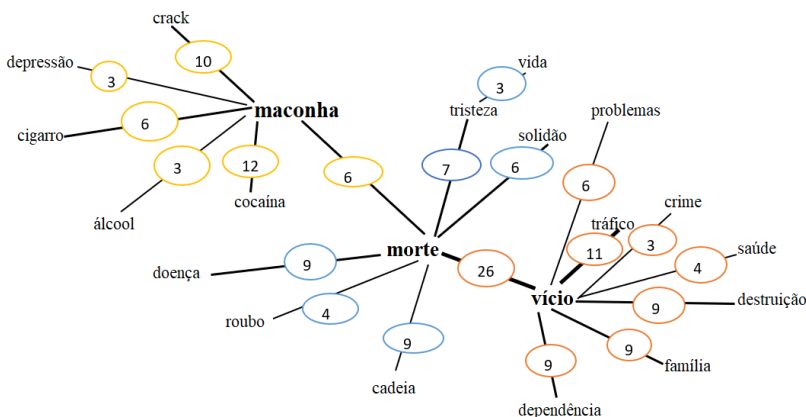 crack
10
depressão
3
vida
3
maconha
tristeza
problemas
cigarro
6
solidão
3
12
6
7
6
6
cocaína
álcool
crime
tráfico
3
11
saúde
4
morte
26
doença
9
vício
9
destruição
roubo
4
9
9
família
cadeia
9
dependência